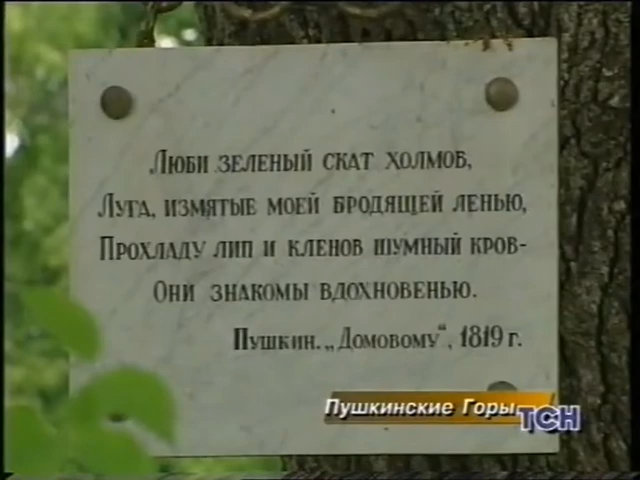 Люби зеленый скат холмов,
Луга, измятые моей бродящей ленью,
Прохладу лип и кленов шумный кров-
Они знакомы вдохновенью.
Пушкин. „Домовому“, 1819 г.
Пушкинские Горы
ТСН